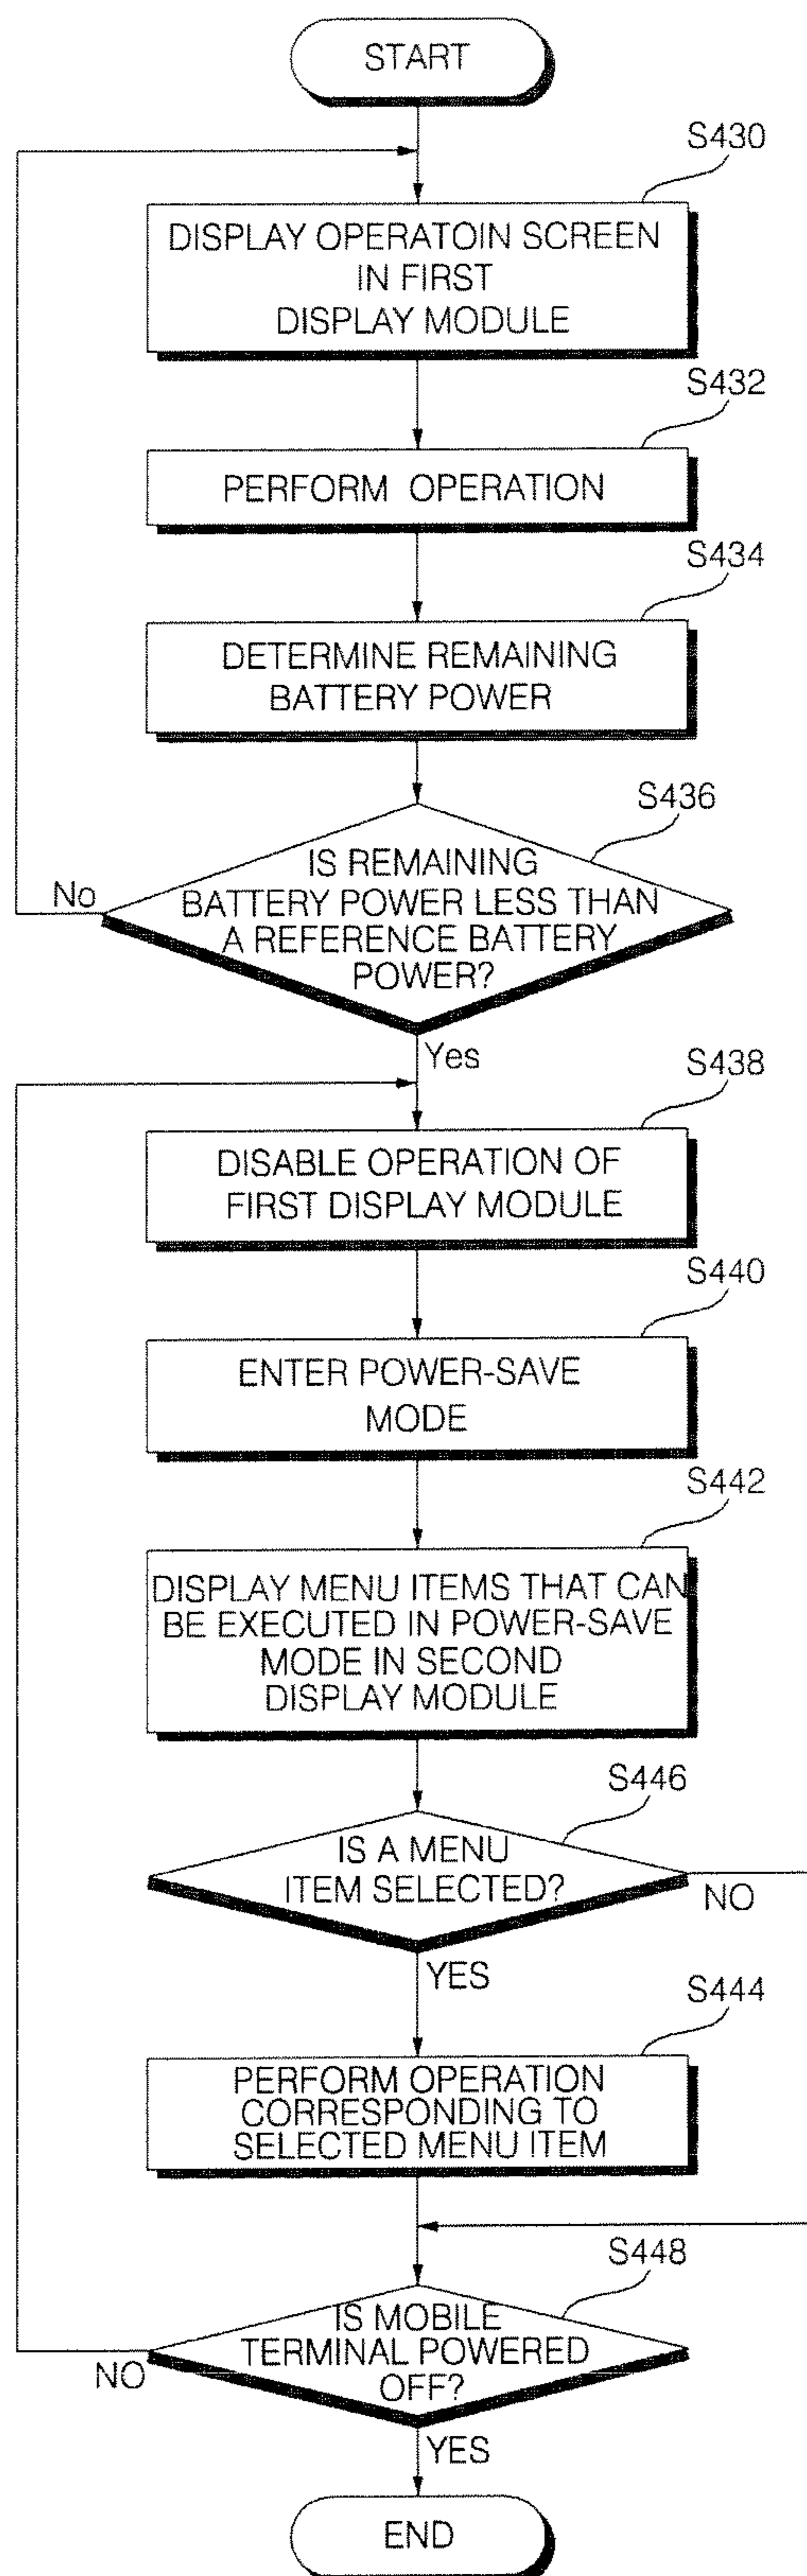 START
S430
DISPLAY OPERATOIN SCREEN
IN FIRST
DISPLAY MODULE
S432
PERFORM OPERATION
S434
DETERMINE REMAINING
BATTERY POWER
S436
IS REMAINING
BATTERY POWER LESS THAN
A REFERENCE BATTERY
POWER?
No
Yes
S438
DISABLE OPERATION OF
FIRST DISPLAY MODULE
S440
ENTER POWER-SAVE
MODE
S442
DISPLAY MENU ITEMS THAT CAN
BE EXECUTED IN POWER-SAVE
MODE IN SECOND
DISPLAY MODULE
S446
IS A MENU
ITEM SELECTED?
NO
YES
S444
PERFORM OPERATION
CORRESPONDING TO
SELECTED MENU ITEM
S448
IS MOBILE
TERMINAL POWERED
OFF?
NO
YES
END